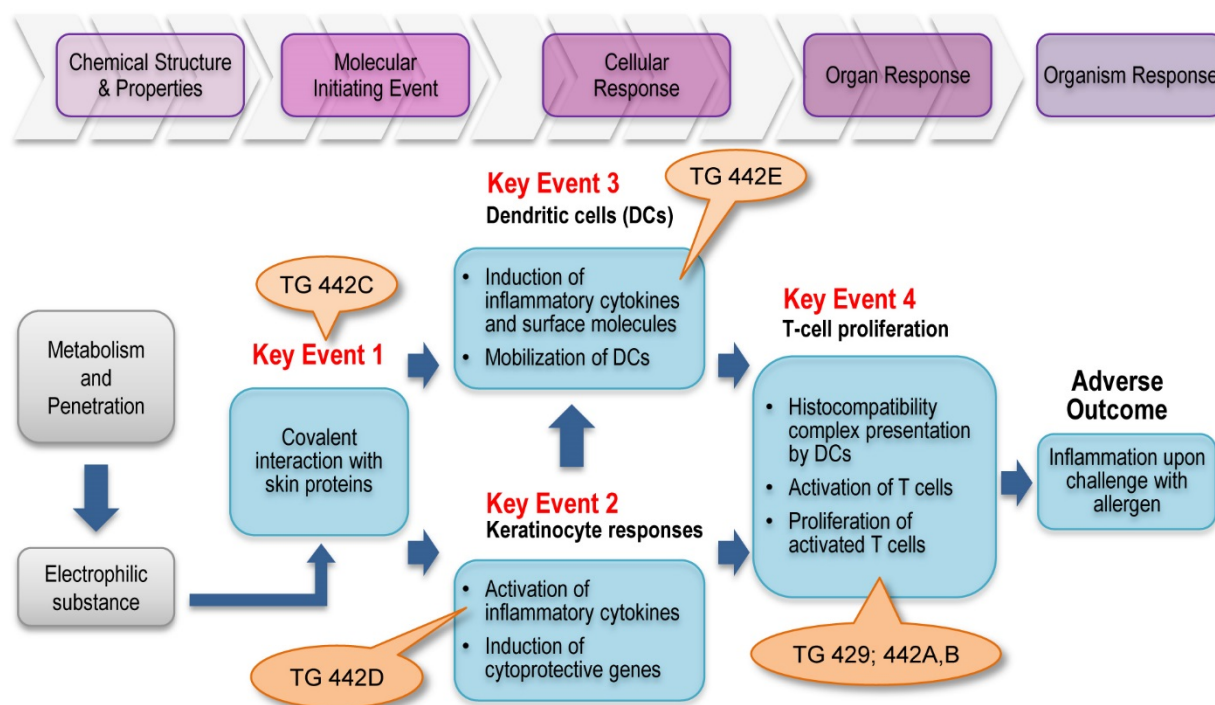 Chemical Structure
& Properties
Molecular
Initiating Event
Cellular
Response
Organ Response
Organism Response
Key Event 3
Dendritic cells (DCs)
TG 442E
• Induction of
inflammatory cytokines
and surface molecules
• Mobilization of DCs
TG 442C
Key Event 1
Covalent
interaction with
skin proteins
Metabolism
and
Penetration
Electrophilic
substance
Key Event 2
Keratinocyte responses
• Activation of
inflammatory cytokines
• Induction of
cytoprotective genes
TG 442D
Key Event 4
T-cell proliferation
• Histocompatibility
complex presentation
by DCs
• Activation of T cells
• Proliferation of
activated T cells
TG 429; 442A,B
Adverse
Outcome
Inflammation upon
challenge with
allergen